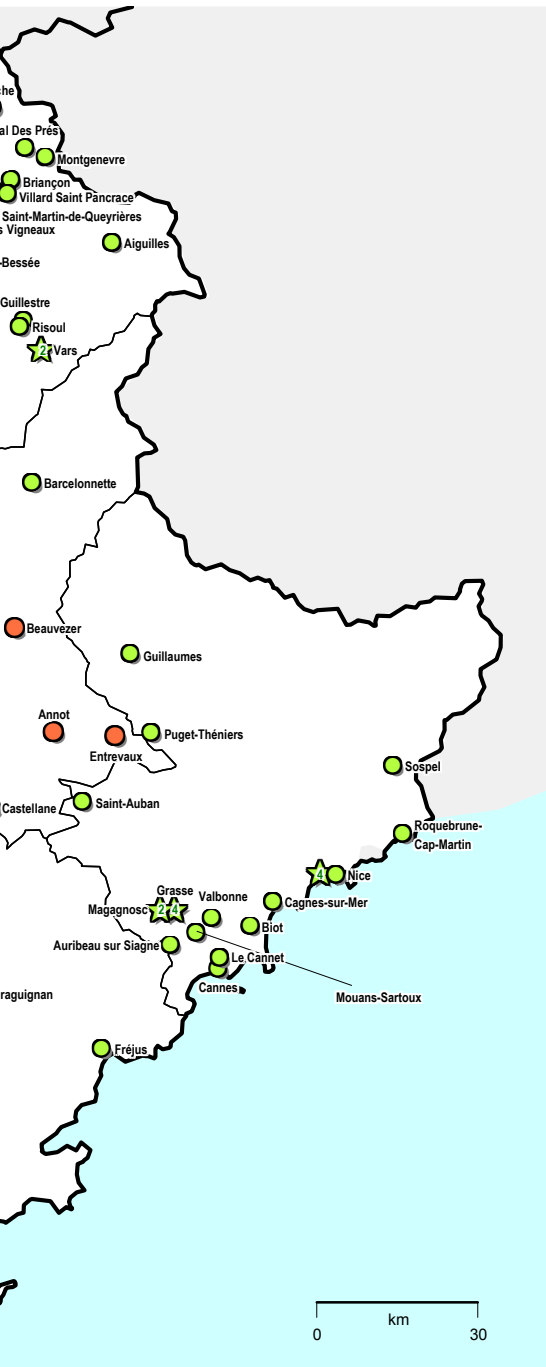 che
al Des Prés
Montgenevre
Briançon
Villard Saint Pancrace
Saint-Martin-de-Queyrières
s Vigneaux
Aiguilles
-Bessée
Guillestre
Risoul
2 Vars
Barcelonnette
Beauvezer
Guillaumes
Annot
Puget-Théniers
Entrevaux
Sospel
Castellane
Saint-Auban
Roquebrune-
Cap-Martin
4 Nice
Grasse
Valbonne
Cagnes-sur-Mer
Magagnosc 2 4
Biot
Auribeau sur Siagne
Le Cannet
Cannes
raguignan
Mouans-Sartoux
Fréjus
km
0 30